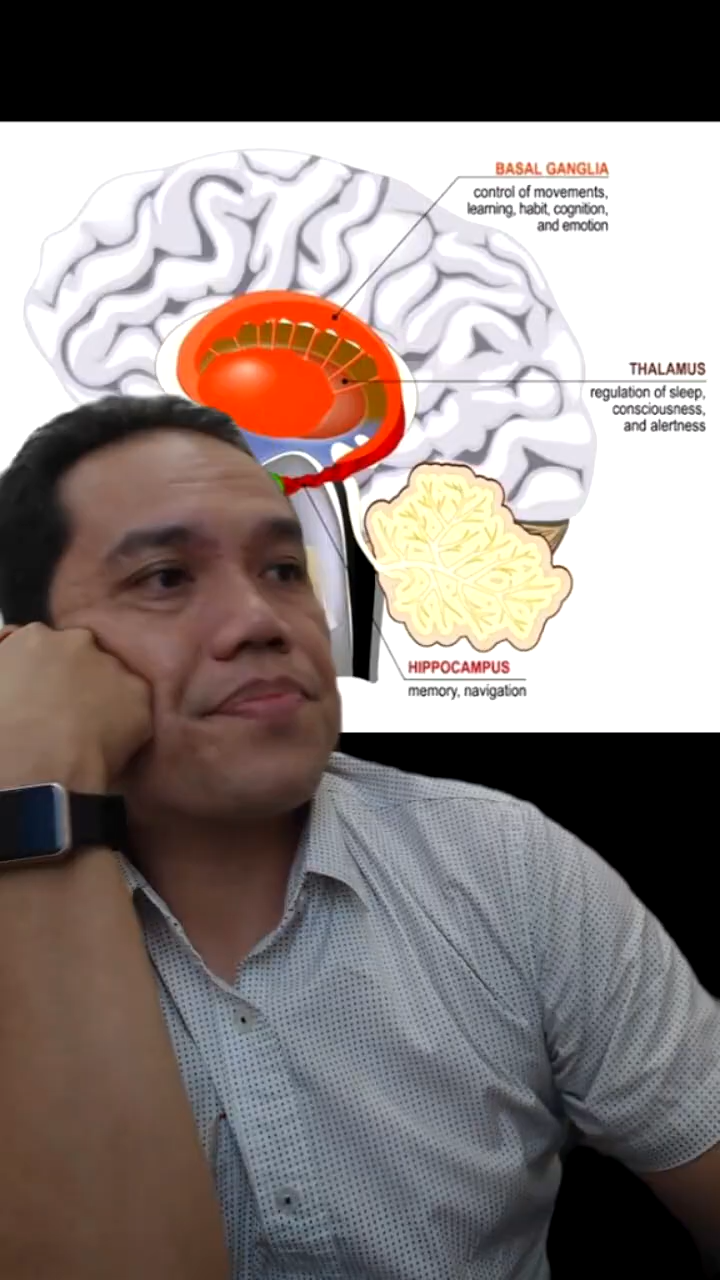 BASAL GANGLIA
control of movements,
learning, habit, cognition,
and emotion
THALAMUS
regulation of sleep,
consciousness,
and alertness
HIPPOCAMPUS
memory, navigation